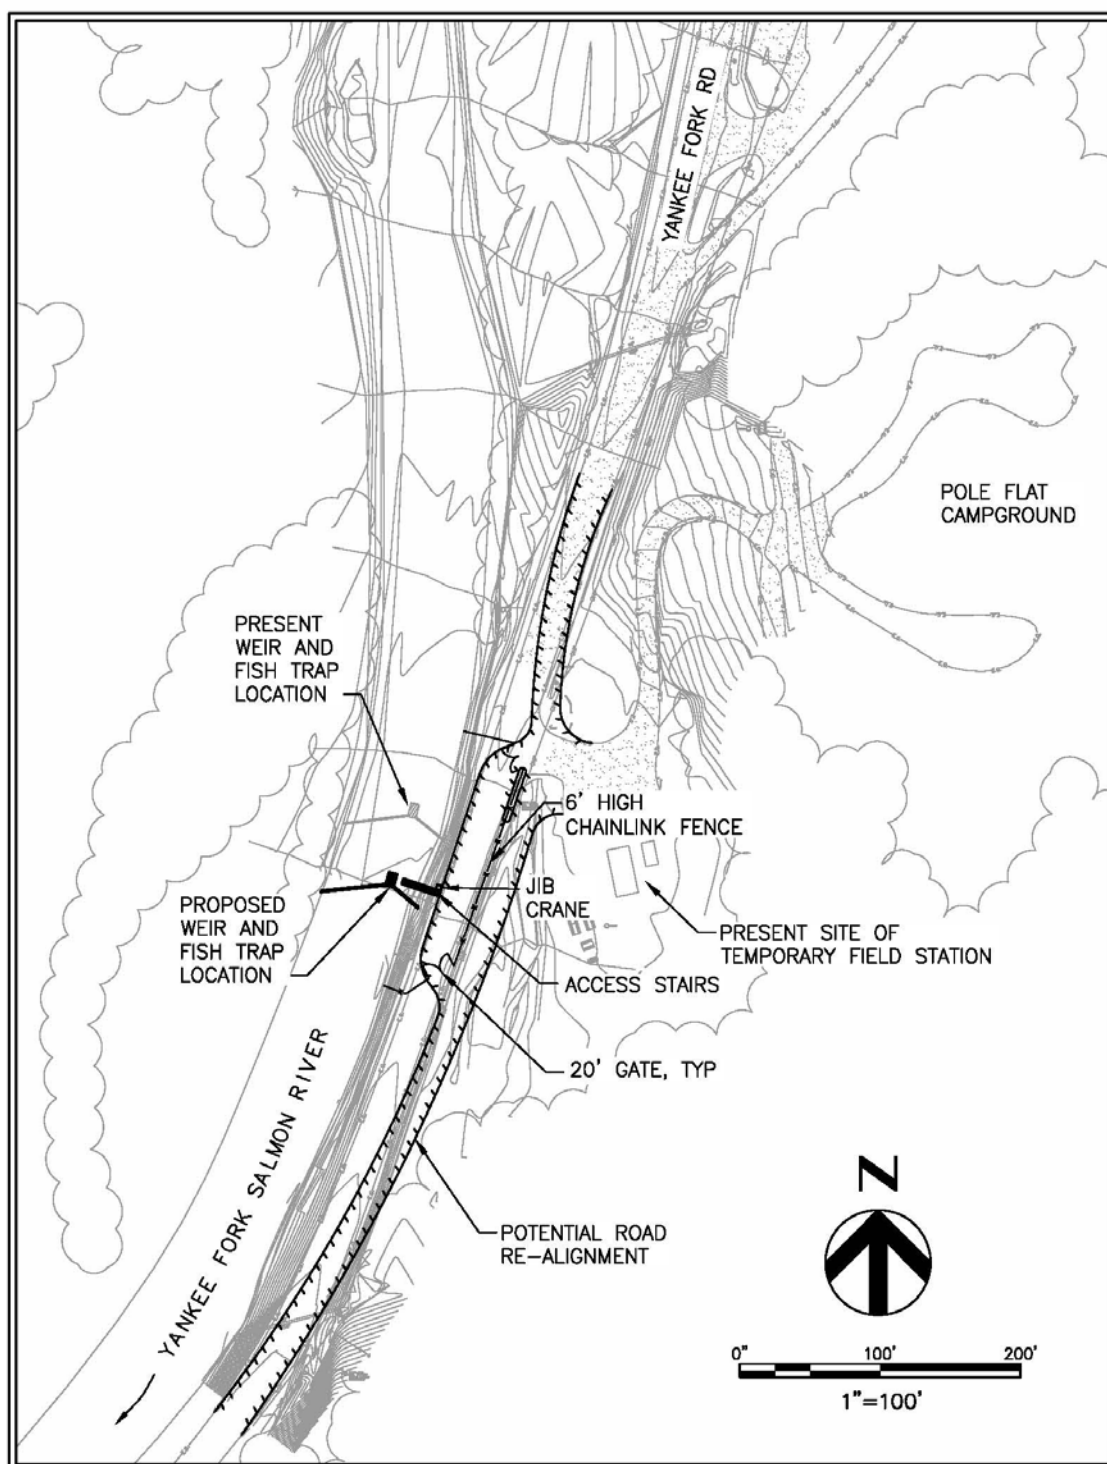 YANKEE FORK RD
POLE FLAT
CAMPGROUND
PRESENT
WEIR AND
FISH TRAP
LOCATION
6' HIGH
CHAINLINK FENCE
JIB
CRANE
PROPOSED
WEIR AND
FISH TRAP
LOCATION
PRESENT SITE OF
TEMPORARY FIELD STATION
ACCESS STAIRS
20' GATE, TYP
YANKEE FORK SALMON RIVER
POTENTIAL ROAD
RE-ALIGNMENT
N
0" 100' 200'
1"=100'